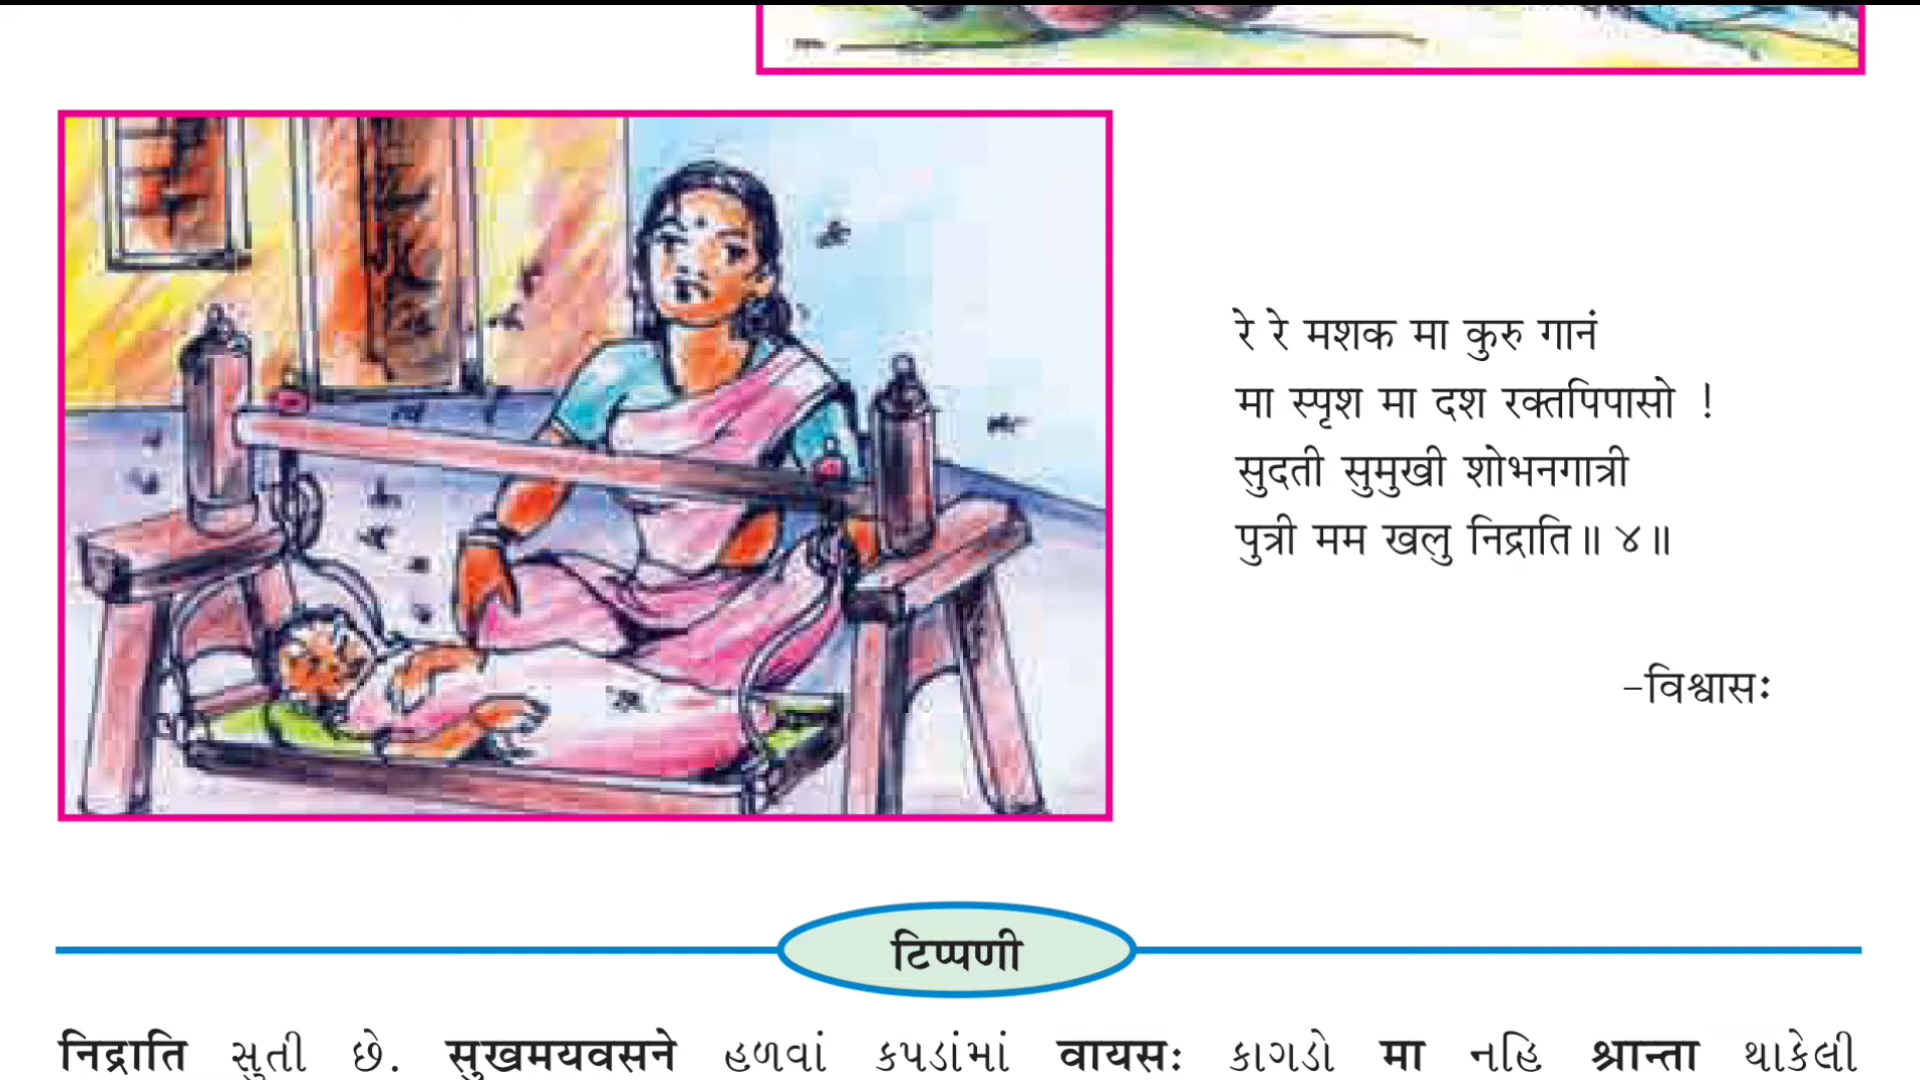 रे रे मशक मा कुरु गानं
मा स्पृश मा दश रक्तपिपासो !
सुदती सुमुखी शोभनगात्री
पुत्री मम खलु निद्राति॥ ४॥
-विश्वासः
टिप्पणी
निद्राति સુતી છે. सुखमयवसने હળવાં કપડાંમાં वायसः કાગડો मा નહિ श्रान्ता થાકેલી